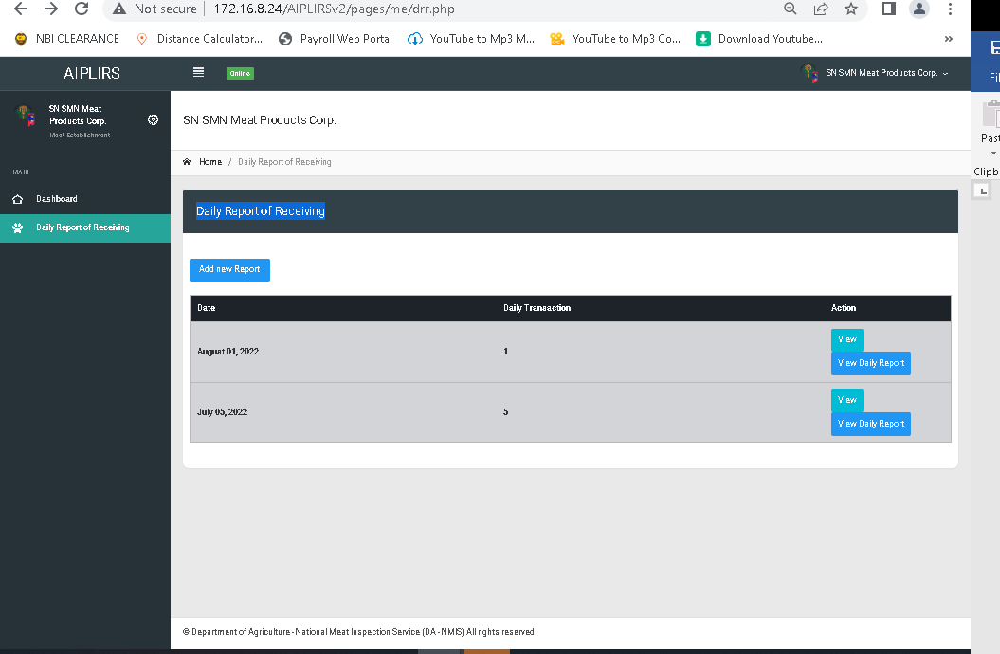 Not secure | 172.16.8.24/AIPLIRSv2/pages/me/drr.php
NBI CLEARANCE Distance Calculator... Payroll Web Portal YouTube to Mp3 M... YouTube to Mp3 Co... Download Youtube... »
AIPLIRS Online SN SMN Meat Products Corp.
SN SMN Meat
Products Corp.
Meet Establishment
MAIN
Dashboard
Daily Report of Receiving
SN SMN Meat Products Corp.
Home / Daily Report of Receiving
Daily Report of Receiving
Add new Report
Date Daily Transaction Action
August 01, 2022 1 View
View Daily Report
July 05, 2022 5 View
View Daily Report
© Department of Agriculture - National Meat Inspection Service (DA - NMIS) All rights reserved.
Fil
Past
Clipb
L